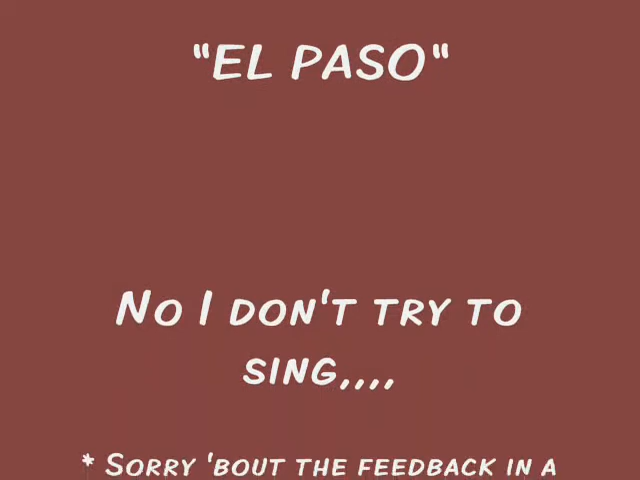 "EL PASO"
NO I DON'T TRY TO
SING,,,,
* SORRY 'BOUT THE FEEDBACK IN A